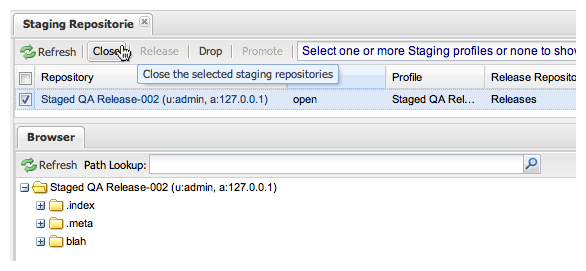 Staging Repositorie
Refresh Close Release Drop Promote Select one or more Staging profiles or none to show
Close the selected staging repositories
Repository Profile Release Reposito
Staged QA Release-002 (u:admin, a:127.0.0.1) open Staged QA Rel... Releases
Browser
Refresh Path Lookup:
Staged QA Release-002 (u:admin, a:127.0.0.1)
.index
.meta
blah